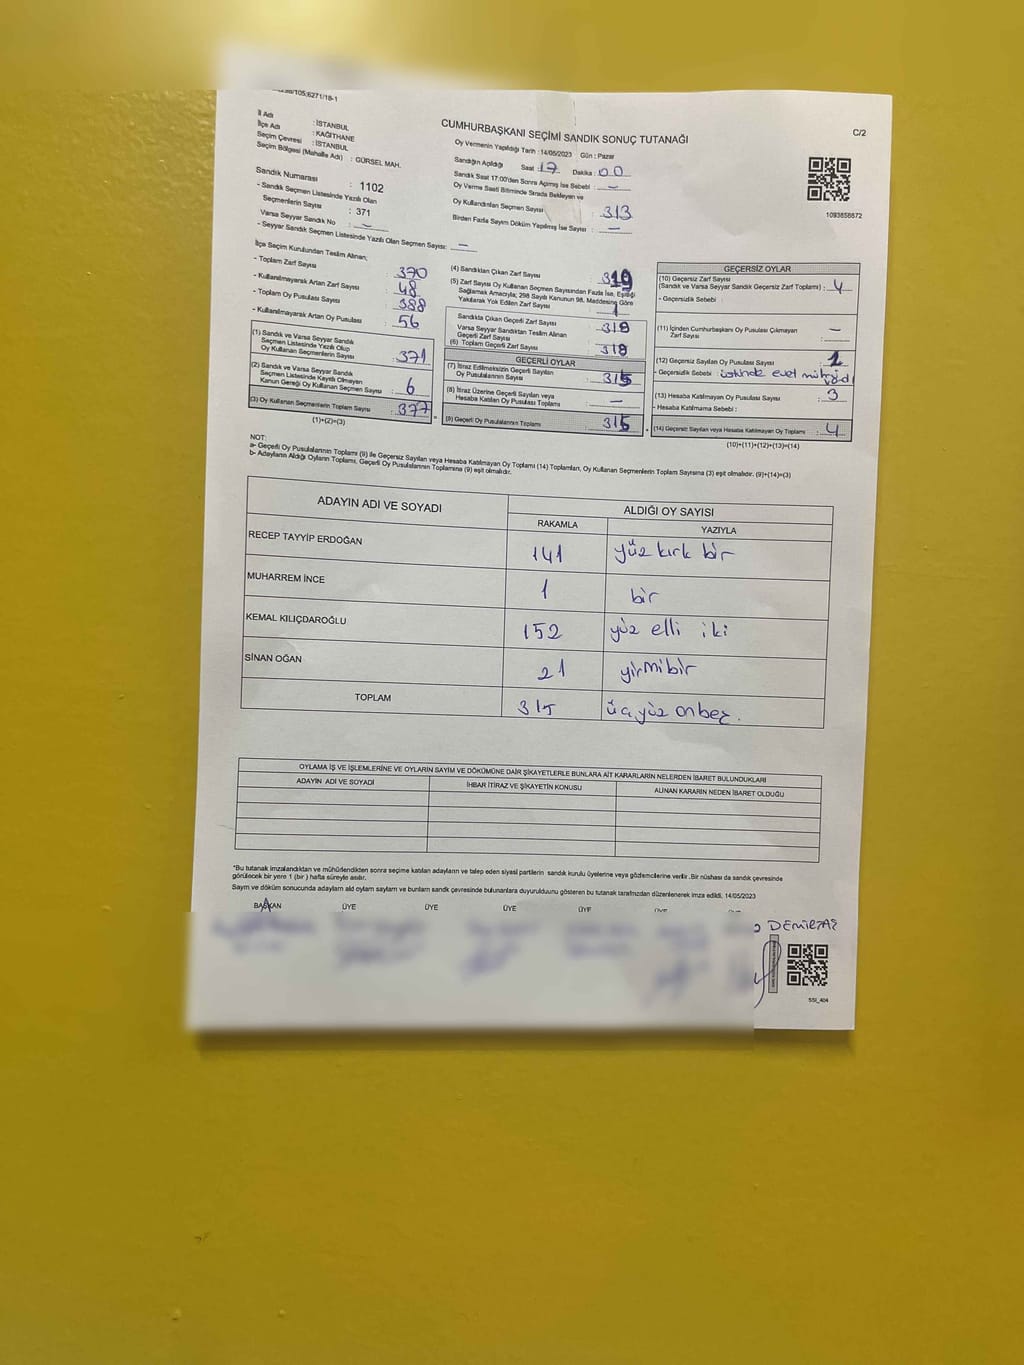 C/2
İl Adı : İSTANBUL
İlçe Adı : KAĞITHANE
Seçim Çevresi : İSTANBUL
Seçim Bölgesi (Mahalle Adı) : GÜRSEL MAH.
Sandık Numarası : 1102
- Sandık Seçmen Listesinde Yazılı Olan
Seçmenlerin Sayısı : 371
Varsa Seyyar Sandık No : —
- Seyyar Sandık Seçmen Listesinde Yazılı Olan Seçmen Sayısı: —
CUMHURBAŞKANI SEÇİMİ SANDIK SONUÇ TUTANAĞI
Oy Vermenin Yapıldığı Tarih : 14/05/2023 Gün : Pazar
Sandığın Açıldığı Saat : 17 Dakika : 00
Sandık Saat 17.00'den Sonra Açılmış İse Sebebi : —
Oy Verme Saati Bitiminde Sırada Bekleyen ve
Oy Kullandırılan Seçmen Sayısı : 313
Birden Fazla Sayım Döküm Yapılmış İse Sayısı : —
1093858672
İlçe Seçim Kurulundan Teslim Alınan;
- Toplam Zarf Sayısı : 370
- Kullanılmayarak Artan Zarf Sayısı : 48
- Toplam Oy Pusulası Sayısı : 388
- Kullanılmayarak Artan Oy Pusulası : 56
(1) Sandık ve Varsa Seyyar Sandık
Seçmen Listesinde Yazılı Olup
Oy Kullanan Seçmenlerin Sayısı : 371
(2) Sandık ve Varsa Seyyar Sandık
Seçmen Listesinde Kayıtlı Olmayan
Kanun Gereği Oy Kullanan Seçmen Sayısı : 6
(3) Oy Kullanan Seçmenlerin Toplam Sayısı : 377
(1)+(2)=(3)
(4) Sandıktan Çıkan Zarf Sayısı : 319
(5) Zarf Sayısı Oy Kullanan Seçmen Sayısından Fazla İse, Eşitliği
Sağlamak Amacıyla; 298 Sayılı Kanunun 98. Maddesine Göre
Yakılarak Yok Edilen Zarf Sayısı : 1
Sandıkta Çıkan Geçerli Zarf Sayısı : 318
Varsa Seyyar Sandıktan Teslim Alınan
Geçerli Zarf Sayısı
(6) Toplam Geçerli Zarf Sayısı : 318
GEÇERLİ OYLAR
(7) İtiraz Edilmeksizin Geçerli Sayılan
Oy Pusulalarının Sayısı : 315
(8) İtiraz Üzerine Geçerli Sayılan veya
Hesaba Katılan Oy Pusulası Toplamı : —
(9) Geçerli Oy Pusulalarının Toplamı : 315
GEÇERSİZ OYLAR
(10) Geçersiz Zarf Sayısı
(Sandık ve Varsa Seyyar Sandık Geçersiz Zarf Toplamı) : 4
- Geçersizlik Sebebi :
(11) İçinden Cumhurbaşkanı Oy Pusulası Çıkmayan
Zarf Sayısı : —
(12) Geçersiz Sayılan Oy Pusulası Sayısı : 1
- Geçersizlik Sebebi : üstünde evet
(13) Hesaba Katılmayan Oy Pusulası Sayısı : 3
- Hesaba Katılmama Sebebi :
(14) Geçersiz Sayılan veya Hesaba Katılmayan Oy Toplamı : 4
(10)+(11)+(12)+(13)=(14)
NOT:
a- Geçerli Oy Pusulalarının Toplamı (9) ile Geçersiz Sayılan veya Hesaba Katılmayan Oy Toplamı (14) Toplamları, Oy Kullanan Seçmenlerin Toplam Sayısına (3) eşit olmalıdır. (9)+(14)=(3)
b- Adayların Aldığı Oyların Toplamı, Geçerli Oy Pusulalarının Toplamına (9) eşit olmalıdır.
ADAYIN ADI VE SOYADI ALDIĞI OY SAYISI
RAKAMLA YAZIYLA
RECEP TAYYİP ERDOĞAN 141 yüz kırk bir
MUHARREM İNCE 1 bir
KEMAL KILIÇDAROĞLU 152 yüz elli iki
SİNAN OĞAN 21 yirmibir
TOPLAM 315 üç yüz onbeş.
OYLAMA İŞ VE İŞLEMLERİNE VE OYLARIN SAYIM VE DÖKÜMÜNE DAİR ŞİKAYETLERLE BUNLARA AİT KARARLARIN NELERDEN İBARET BULUNDUKLARI
ADAYIN ADI VE SOYADI İHBAR İTİRAZ VE ŞİKAYETİN KONUSU ALINAN KARARIN NEDEN İBARET OLDUĞU
*Bu tutanak imzalandıktan ve mühürlendikten sonra seçime katılan adayların ve talep eden siyasi partilerin sandık kurulu üyelerine veya gözlemcilerine verilir .Bir nüshası da sandık çevresinde
görülecek bir yere 1 (bir ) hafta süreyle asılır.
Sayım ve döküm sonucunda adayların ald oyların sayların ve bunların sandık çevresinde bulunanlara duyurulduunu gösteren bu tutanak tarafmızdan düzenlenerek imza edildi. 14/05/2023
BAŞKAN ÜYE ÜYE ÜYE ÜYE
DEMİRTAŞ
SSI_404